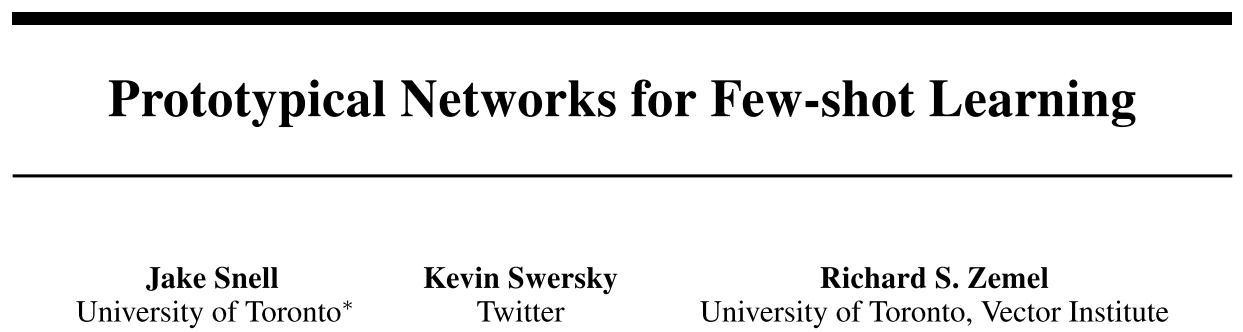 Prototypical Networks for Few-shot Learning
Jake Snell Kevin Swersky Richard S. Zemel
University of Toronto* Twitter University of Toronto, Vector Institute